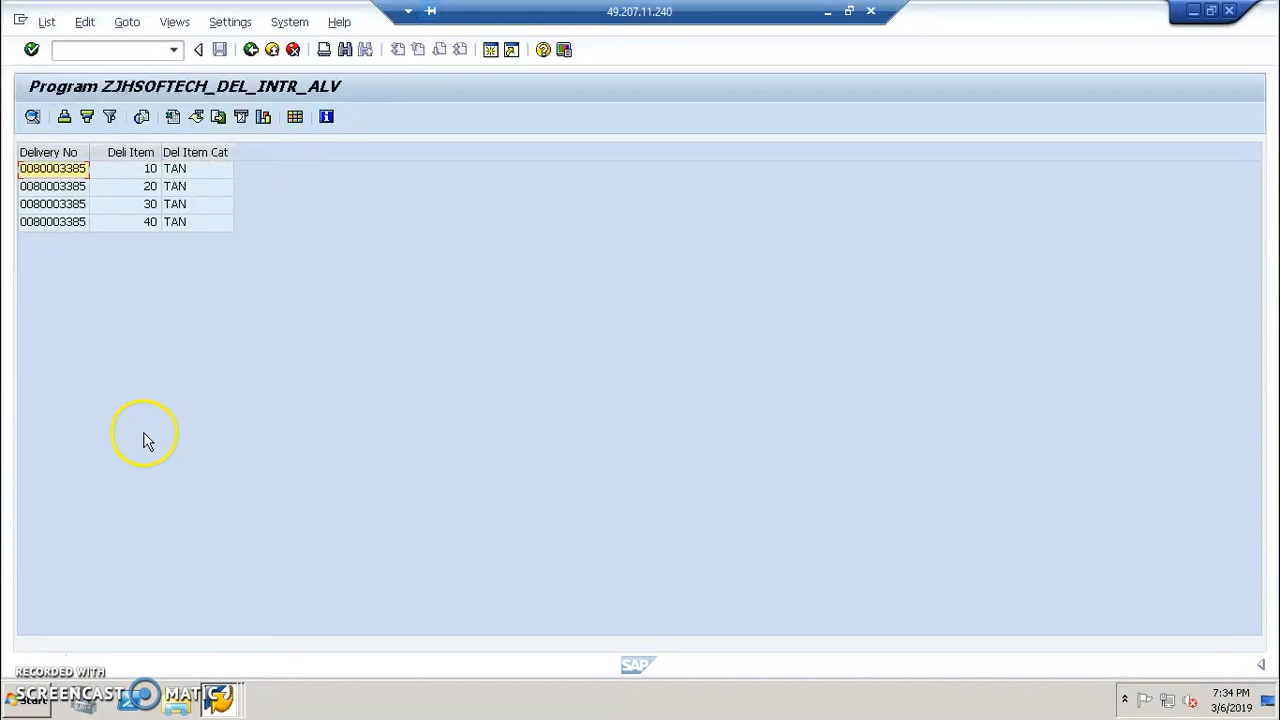 49.207.11.240
List Edit Goto Views Settings System Help
Program ZJHSOFTECH_DEL_INTR_ALV
Delivery No Deli Item Del Item Cat
0080003385 10 TAN
0080003385 20 TAN
0080003385 30 TAN
0080003385 40 TAN
SAP
RECORDED WITH
SCREENCAST MATIC
Start
7:34 PM
3/6/2019